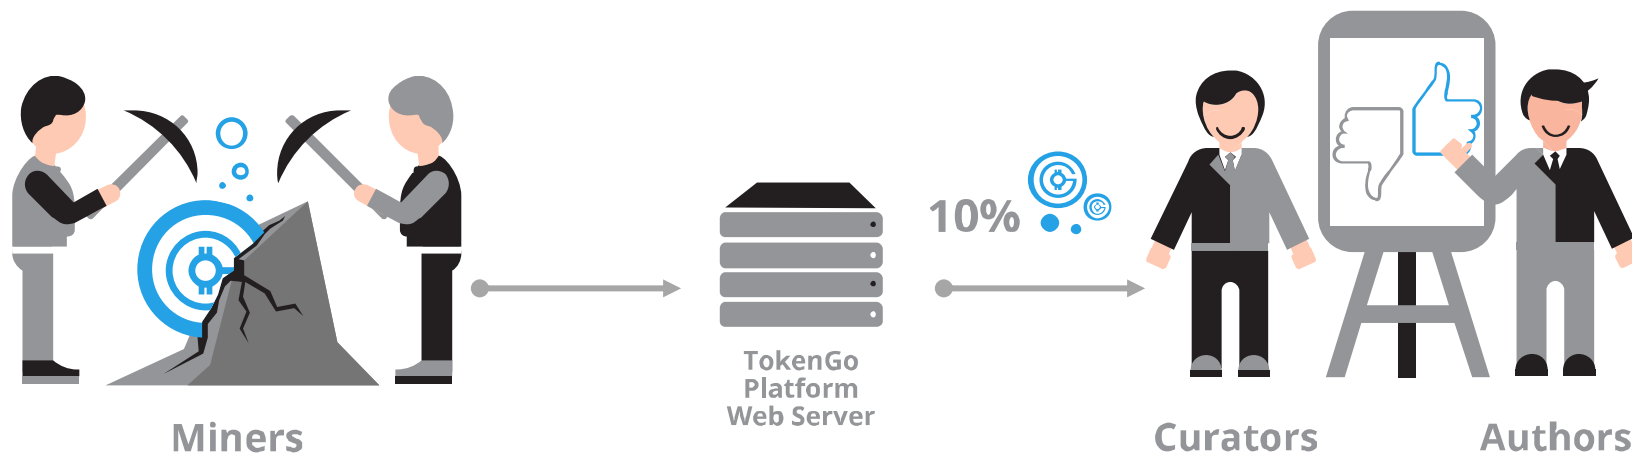 10%
TokenGo
Platform
Web Server
Miners
Curators
Authors